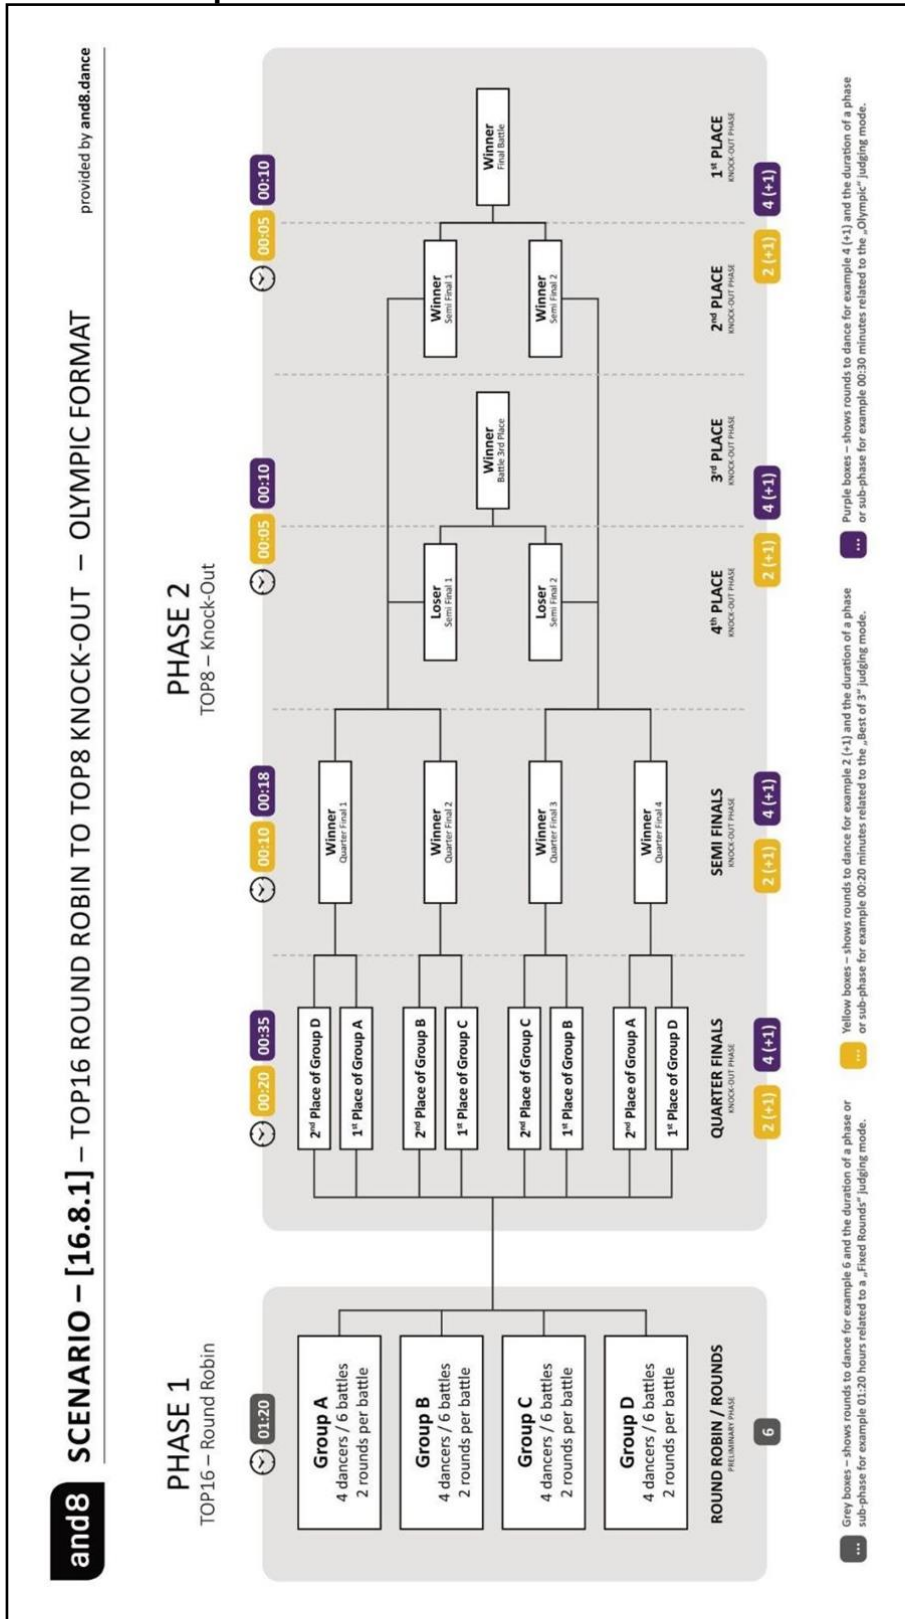 and8
SCENARIO – [16.8.1] – TOP16 ROUND ROBIN TO TOP8 KNOCK-OUT – OLYMPIC FORMAT
provided by and8.dance
PHASE 1
TOP16 – Round Robin
01:20
Group A
4 dancers / 6 battles
2 rounds per battle
Group B
4 dancers / 6 battles
2 rounds per battle
Group C
4 dancers / 6 battles
2 rounds per battle
Group D
4 dancers / 6 battles
2 rounds per battle
ROUND ROBIN / ROUNDS
PRELIMINARY PHASE
6
PHASE 2
TOP8 – Knock-Out
00:20 00:35
2nd Place of Group D
1st Place of Group A
2nd Place of Group B
1st Place of Group C
2nd Place of Group C
1st Place of Group B
2nd Place of Group A
1st Place of Group D
QUARTER FINALS
KNOCK-OUT PHASE
2 (+1) 4 (+1)
00:10 00:18
Winner
Quarter Final 1
Winner
Quarter Final 2
Winner
Quarter Final 3
Winner
Quarter Final 4
SEMI FINALS
KNOCK-OUT PHASE
2 (+1) 4 (+1)
00:05 00:10
Loser
Semi Final 1
Loser
Semi Final 2
Winner
Battle 3rd Place
4th PLACE
KNOCK-OUT PHASE
3rd PLACE
KNOCK-OUT PHASE
2 (+1) 4 (+1)
00:05 00:10
Winner
Semi Final 1
Winner
Semi Final 2
Winner
Final Battle
2nd PLACE
KNOCK-OUT PHASE
1st PLACE
KNOCK-OUT PHASE
2 (+1) 4 (+1)
... Grey boxes – shows rounds to dance for example 6 and the duration of a phase or
sub-phase for example 01:20 hours related to a „Fixed Rounds“ judging mode.
... Yellow boxes – shows rounds to dance for example 2 (+1) and the duration of a phase
or sub-phase for example 00:20 minutes related to the „Best of 3“ judging mode.
... Purple boxes – shows rounds to dance for example 4 (+1) and the duration of a phase
or sub-phase for example 00:30 minutes related to the „Olympic“ judging mode.